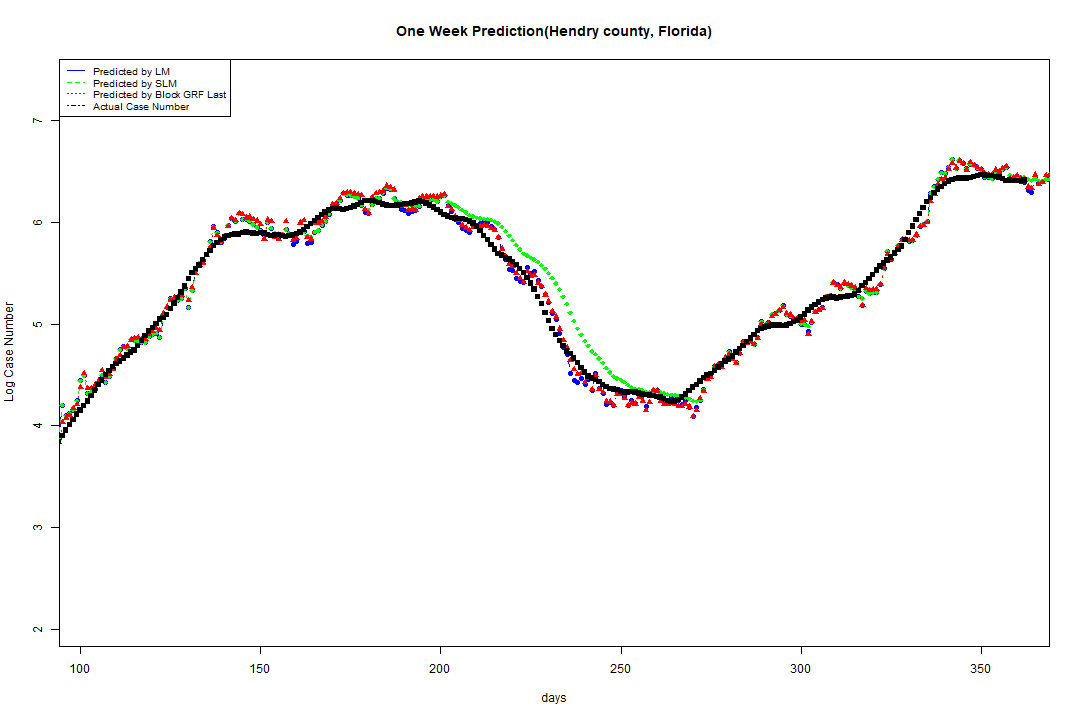 One Week Prediction(Hendry county, Florida)
Predicted by LM
Predicted by SLM
Predicted by Block GRF Last
Actual Case Number
7
6
5
4
3
2
Log Case Number
100 150 200 250 300 350
days